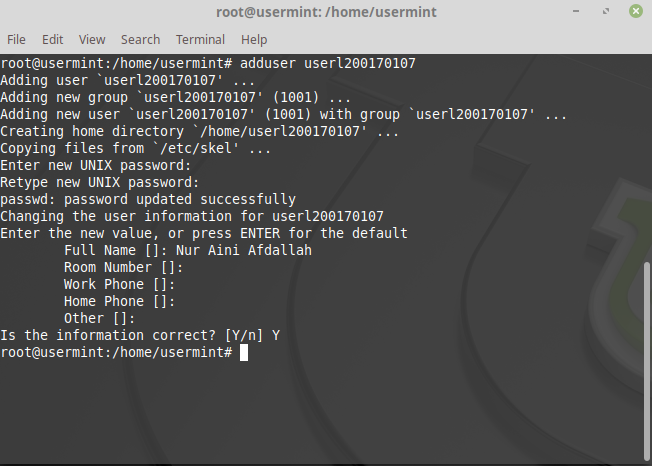 root@usermint: /home/usermint
File Edit View Search Terminal Help
root@usermint:/home/usermint# adduser userl200170107
Adding user `userl200170107' ...
Adding new group `userl200170107' (1001) ...
Adding new user `userl200170107' (1001) with group `userl200170107' ...
Creating home directory `/home/userl200170107' ...
Copying files from `/etc/skel' ...
Enter new UNIX password:
Retype new UNIX password:
passwd: password updated successfully
Changing the user information for userl200170107
Enter the new value, or press ENTER for the default
Full Name []: Nur Aini Afdallah
Room Number []:
Work Phone []:
Home Phone []:
Other []:
Is the information correct? [Y/n] Y
root@usermint:/home/usermint#